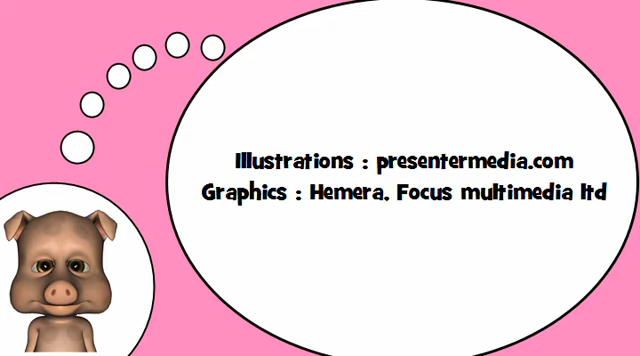 Illustrations : presentermedia.com
Graphics : Hemera, Focus multimedia ltd